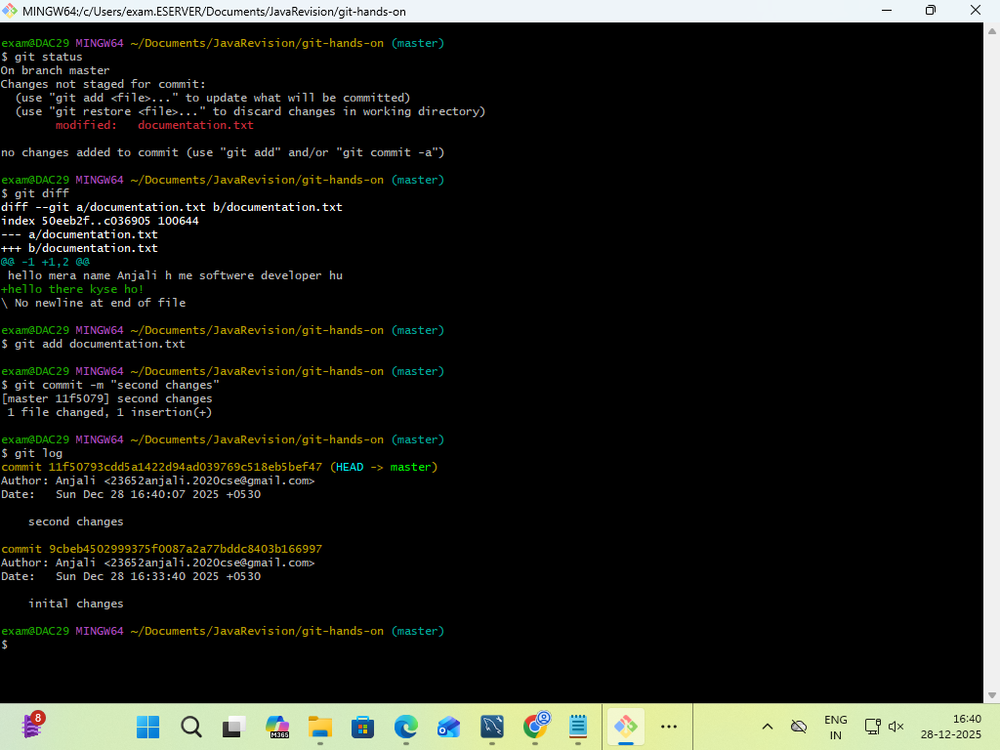 MINGW64:/c/Users/exam.ESERVER/Documents/JavaRevision/git-hands-on
exam@DAC29 MINGW64 ~/Documents/JavaRevision/git-hands-on (master)
$ git status
On branch master
Changes not staged for commit:
  (use "git add <file>..." to update what will be committed)
  (use "git restore <file>..." to discard changes in working directory)
        modified:   documentation.txt
no changes added to commit (use "git add" and/or "git commit -a")
exam@DAC29 MINGW64 ~/Documents/JavaRevision/git-hands-on (master)
$ git diff
diff --git a/documentation.txt b/documentation.txt
index 50eeb2f..c036905 100644
--- a/documentation.txt
+++ b/documentation.txt
@@ -1 +1,2 @@
 hello mera name Anjali h me softwere developer hu
+hello there kyse ho!
\ No newline at end of file
exam@DAC29 MINGW64 ~/Documents/JavaRevision/git-hands-on (master)
$ git add documentation.txt
exam@DAC29 MINGW64 ~/Documents/JavaRevision/git-hands-on (master)
$ git commit -m "second changes"
[master 11f5079] second changes
 1 file changed, 1 insertion(+)
exam@DAC29 MINGW64 ~/Documents/JavaRevision/git-hands-on (master)
$ git log
commit 11f50793cdd5a1422d94ad039769c518eb5bef47 (HEAD -> master)
Author: Anjali <23652anjali.2020cse@gmail.com>
Date:   Sun Dec 28 16:40:07 2025 +0530
    second changes
commit 9cbeb4502999375f0087a2a77bddc8403b166997
Author: Anjali <23652anjali.2020cse@gmail.com>
Date:   Sun Dec 28 16:33:40 2025 +0530
    inital changes
exam@DAC29 MINGW64 ~/Documents/JavaRevision/git-hands-on (master)
$
8
M365
ENG
IN
16:40
28-12-2025